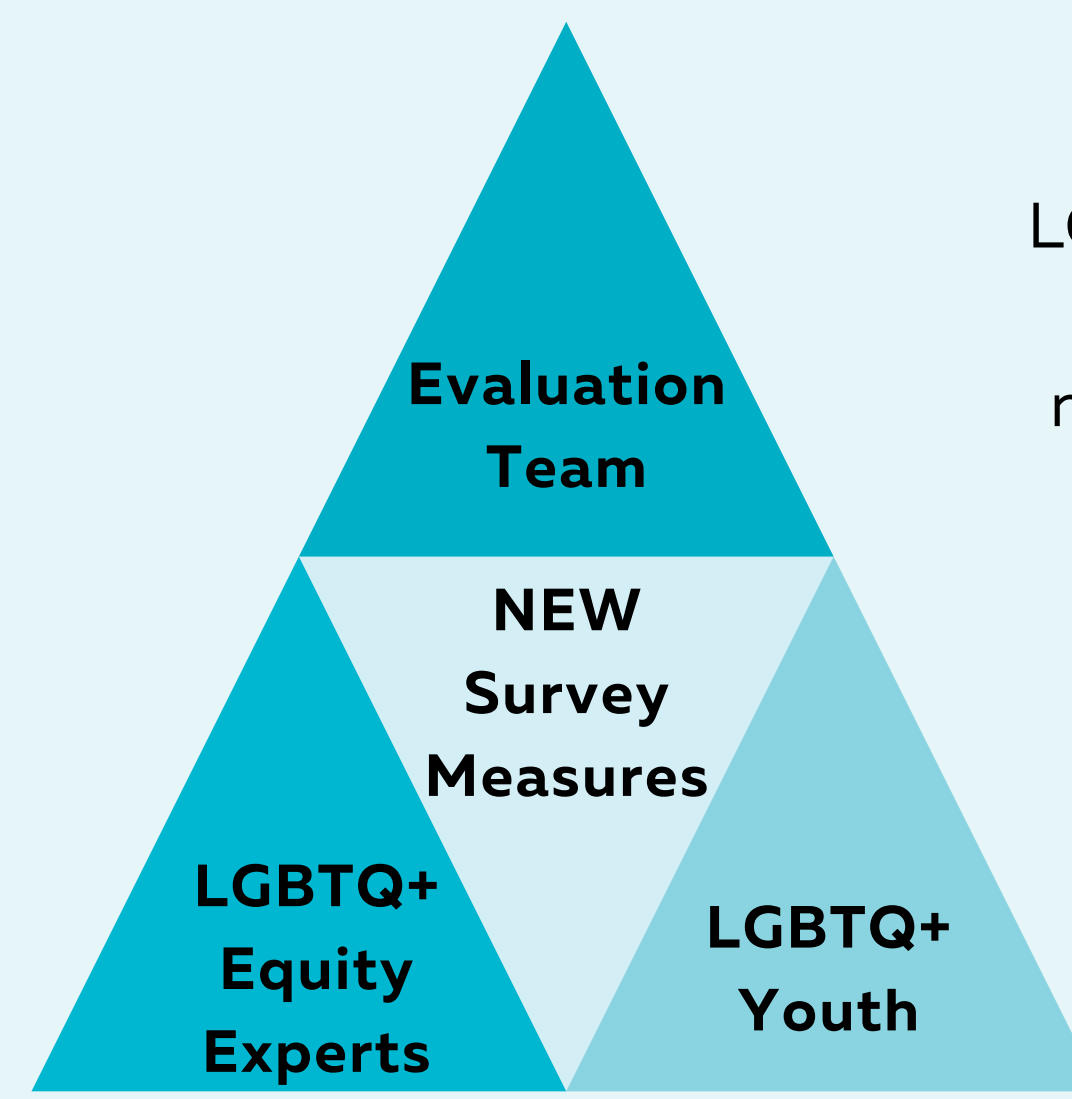 Evaluation
Team
NEW
Survey
Measures
LGBTQ+
Equity
Experts
LGBTQ+
Youth